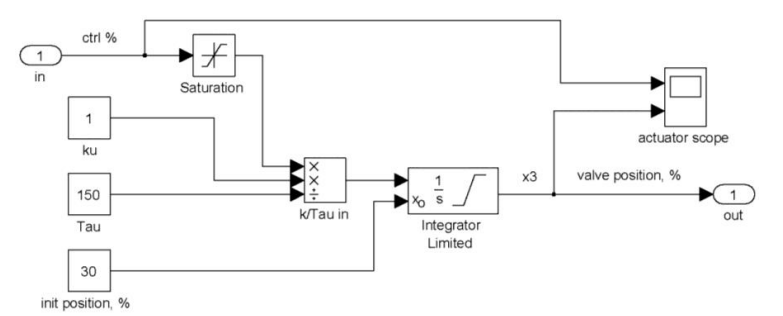 ctrl %
1
in
Saturation
1
ku
150
Tau
30
init position, %
×
×
÷
k/Tau in
1
s
xo
Integrator
Limited
x3
valve position, %
actuator scope
1
out